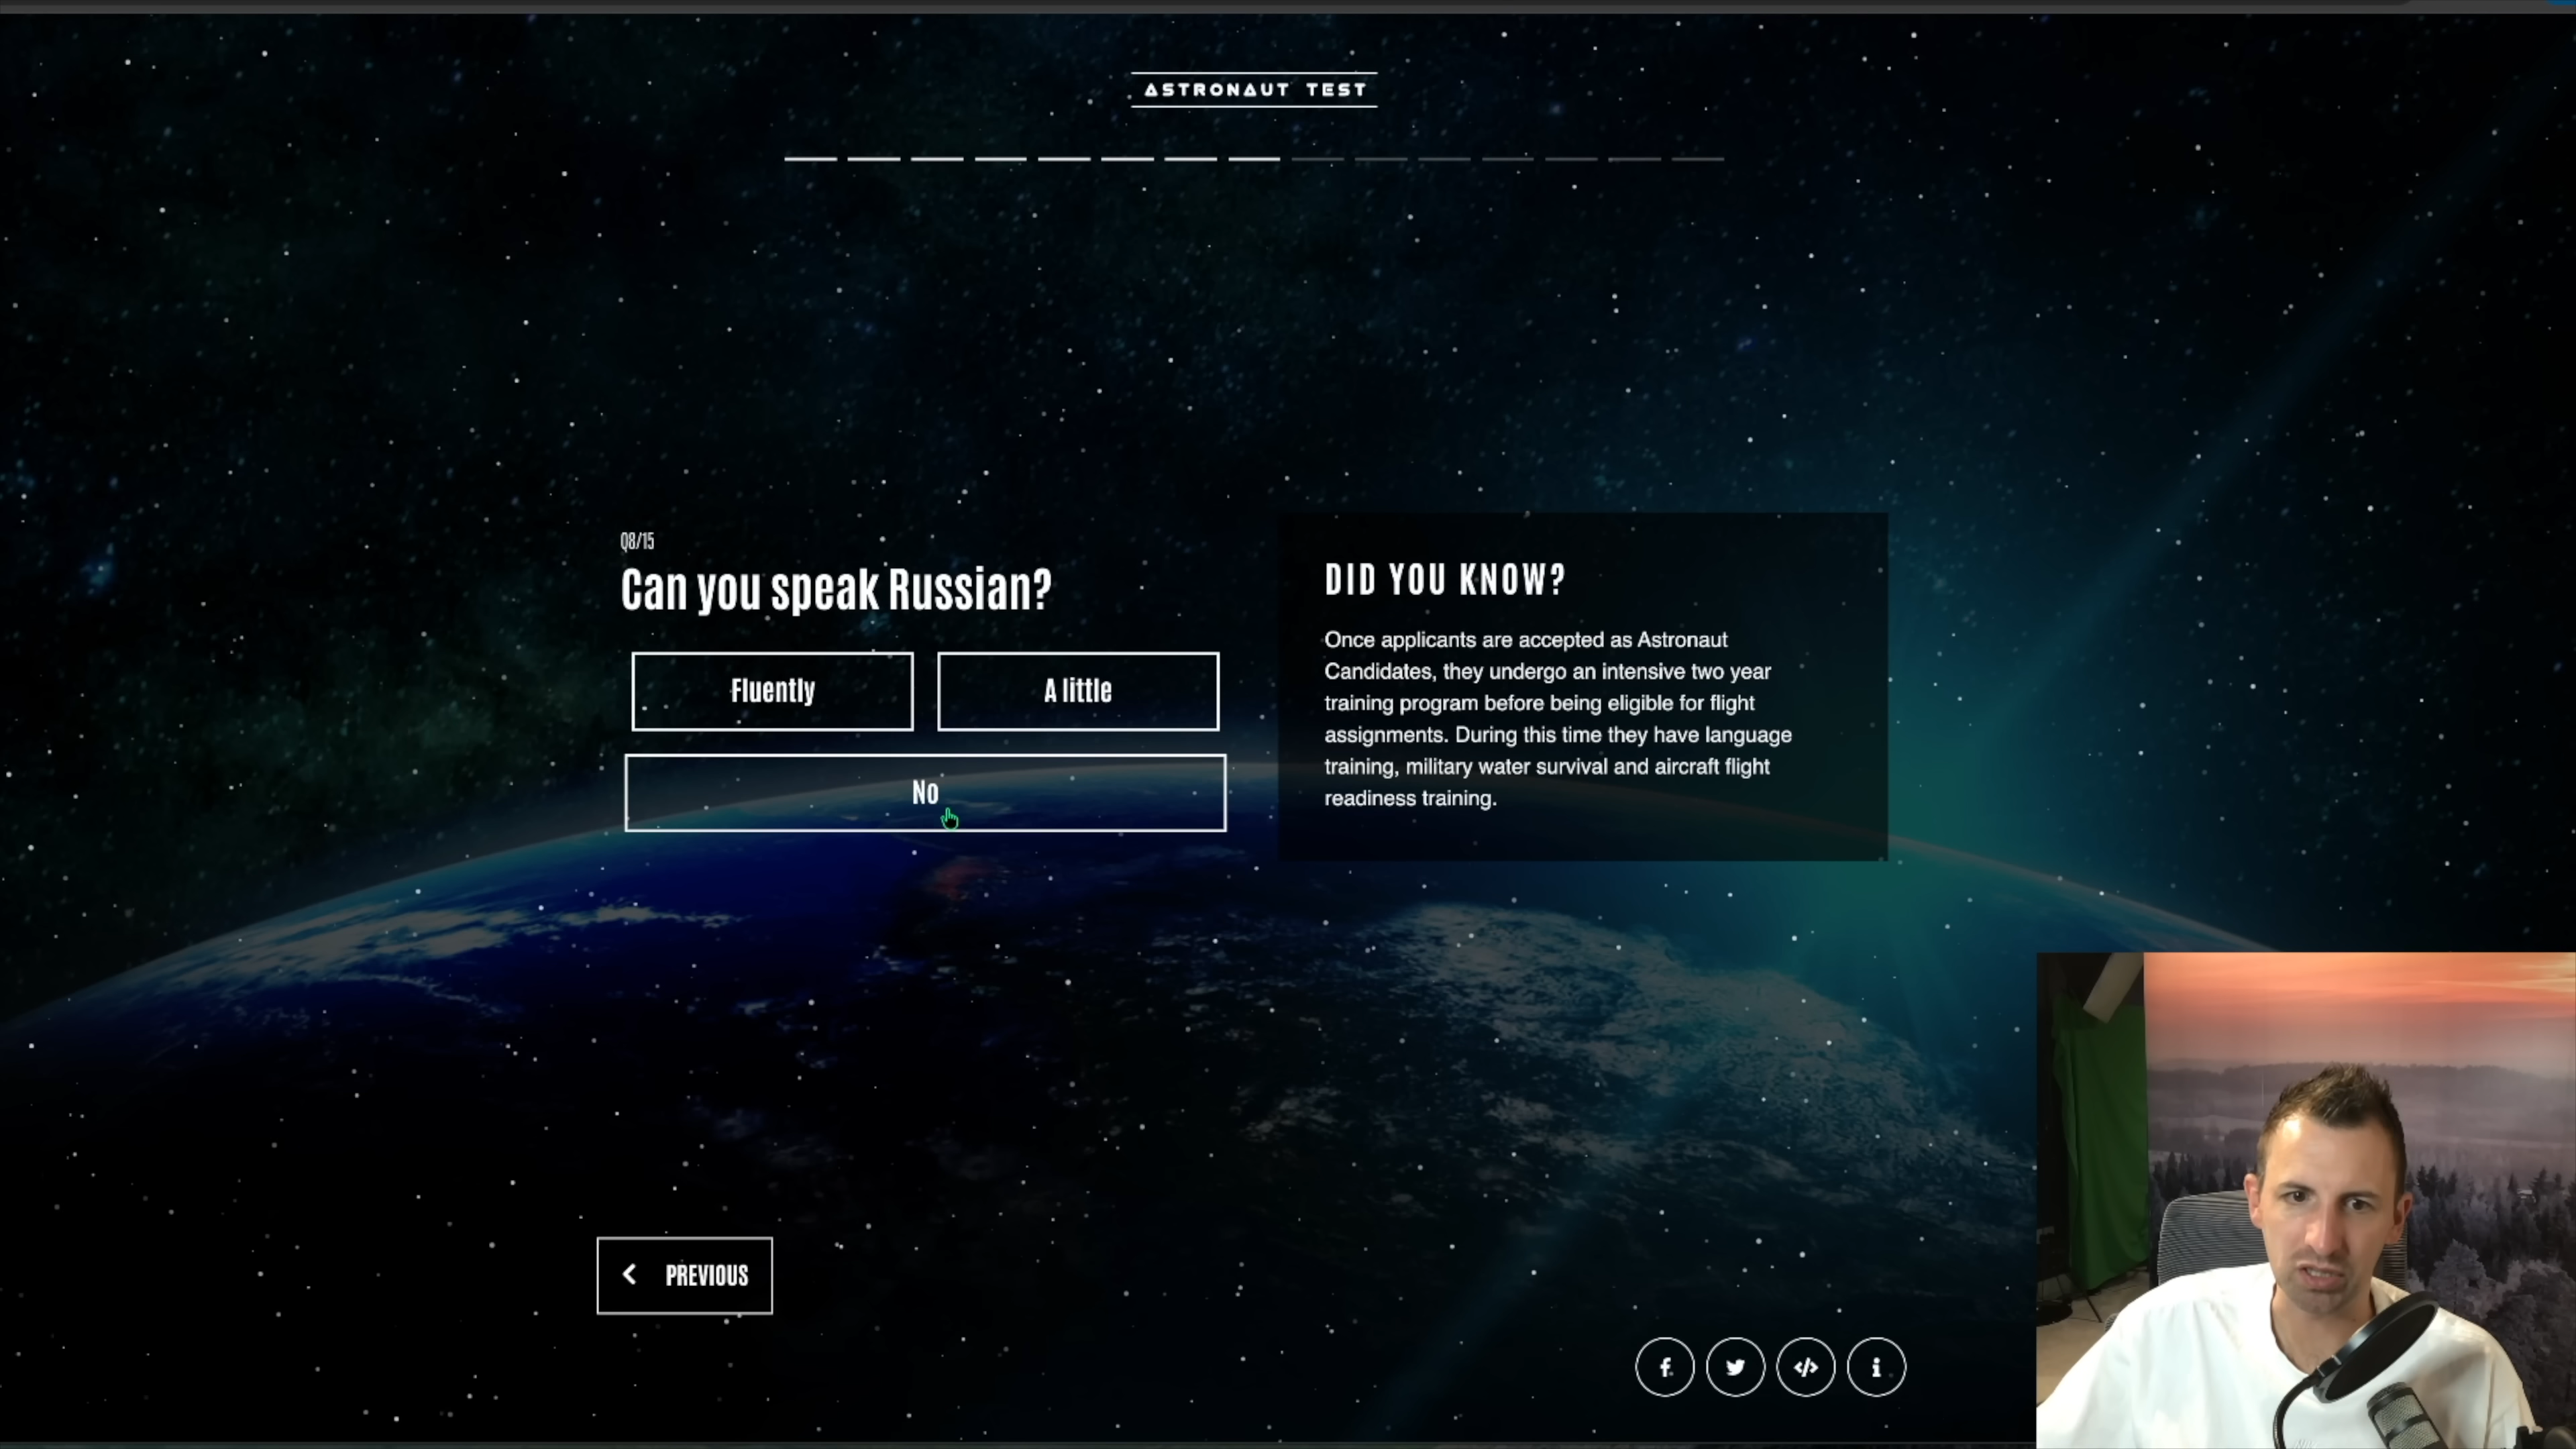 ASTRONAUT TEST
Q8/15
Can you speak Russian?
Fluently
A little
No
DID YOU KNOW?
Once applicants are accepted as Astronaut
Candidates, they undergo an intensive two year
training program before being eligible for flight
assignments. During this time they have language
training, military water survival and aircraft flight
readiness training.
PREVIOUS